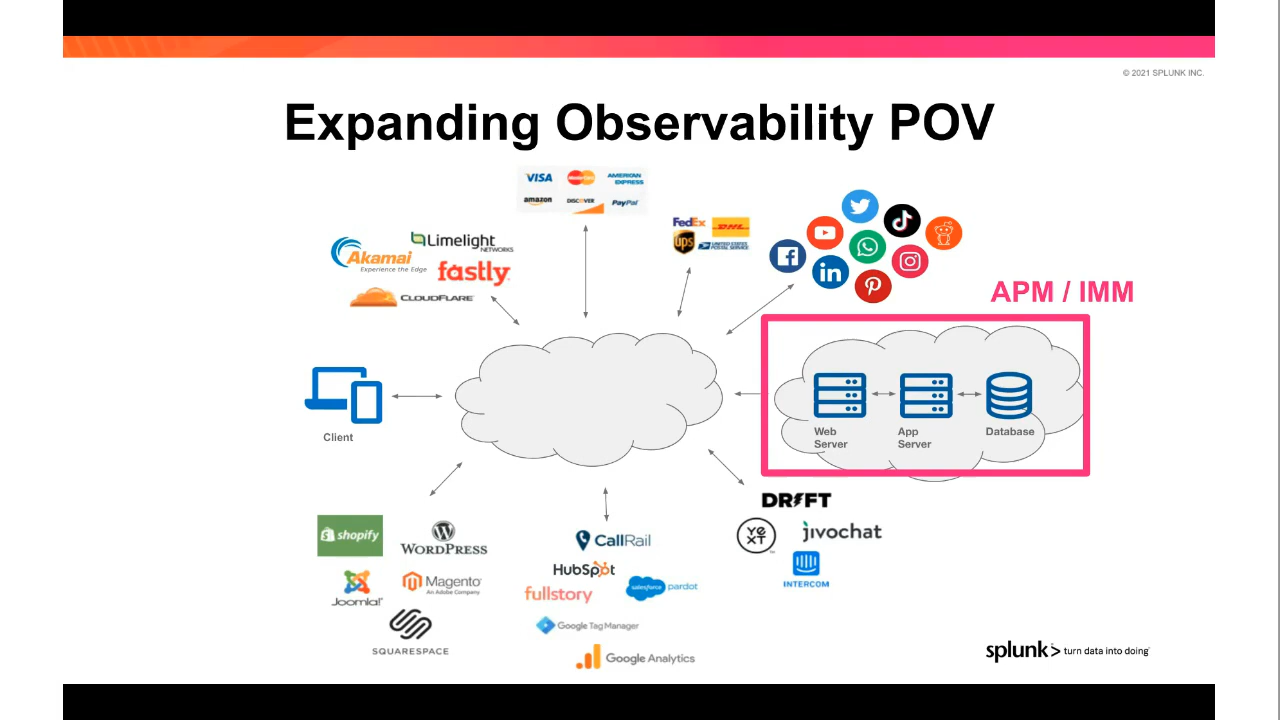 © 2021 SPLUNK INC.
Expanding Observability POV
VISA MasterCard AMERICAN EXPRESS
amazon DISCOVER PayPal
FedEx DHL
ups UNITED STATES POSTAL SERVICE
Limelight
NETWORKS
Akamai
Experience the Edge
fastly
CLOUDFLARE
in
APM / IMM
Client
Web
Server
App
Server
Database
shopify
WORDPRESS
Joomla!
Magento
An Adobe Company
SQUARESPACE
CallRail
HubSpot
fullstory
salesforce pardot
Google Tag Manager
Google Analytics
DRIFT
YEXT
jivochat
INTERCOM
splunk> turn data into doing